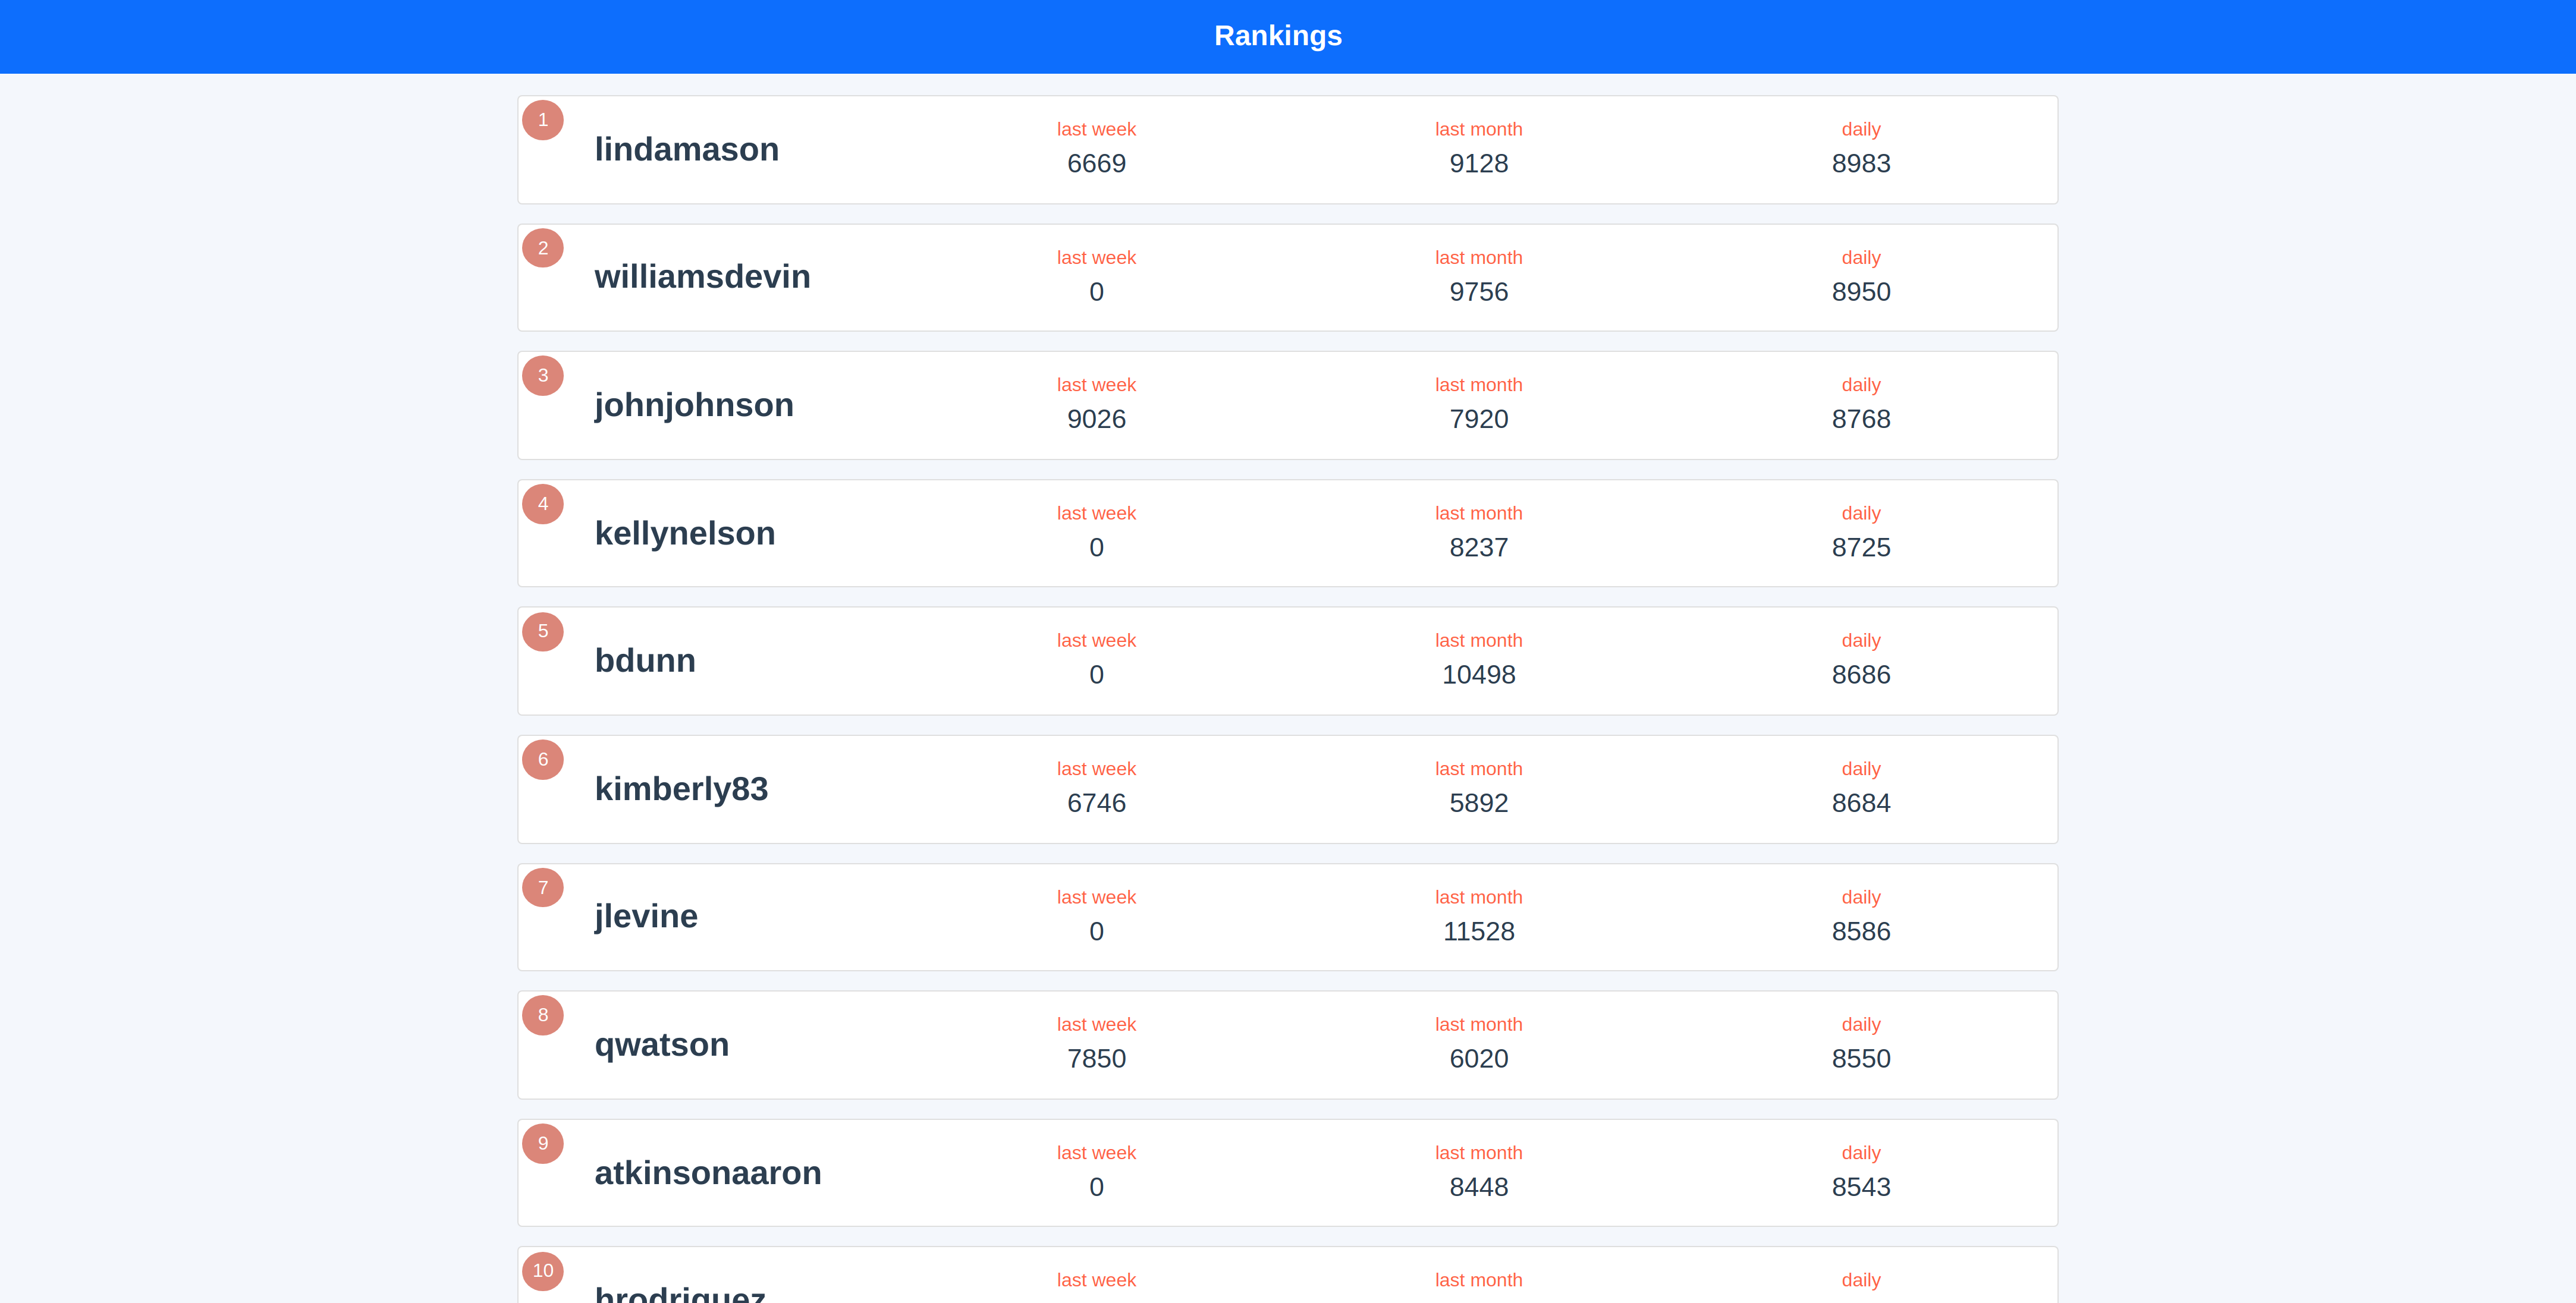 Rankings
1
lindamason
last week last month daily
6669 9128 8983
2
williamsdevin
last week last month daily
0 9756 8950
3
johnjohnson
last week last month daily
9026 7920 8768
4
kellynelson
last week last month daily
0 8237 8725
5
bdunn
last week last month daily
0 10498 8686
6
kimberly83
last week last month daily
6746 5892 8684
7
jlevine
last week last month daily
0 11528 8586
8
qwatson
last week last month daily
7850 6020 8550
9
atkinsonaaron
last week last month daily
0 8448 8543
10
last week last month daily